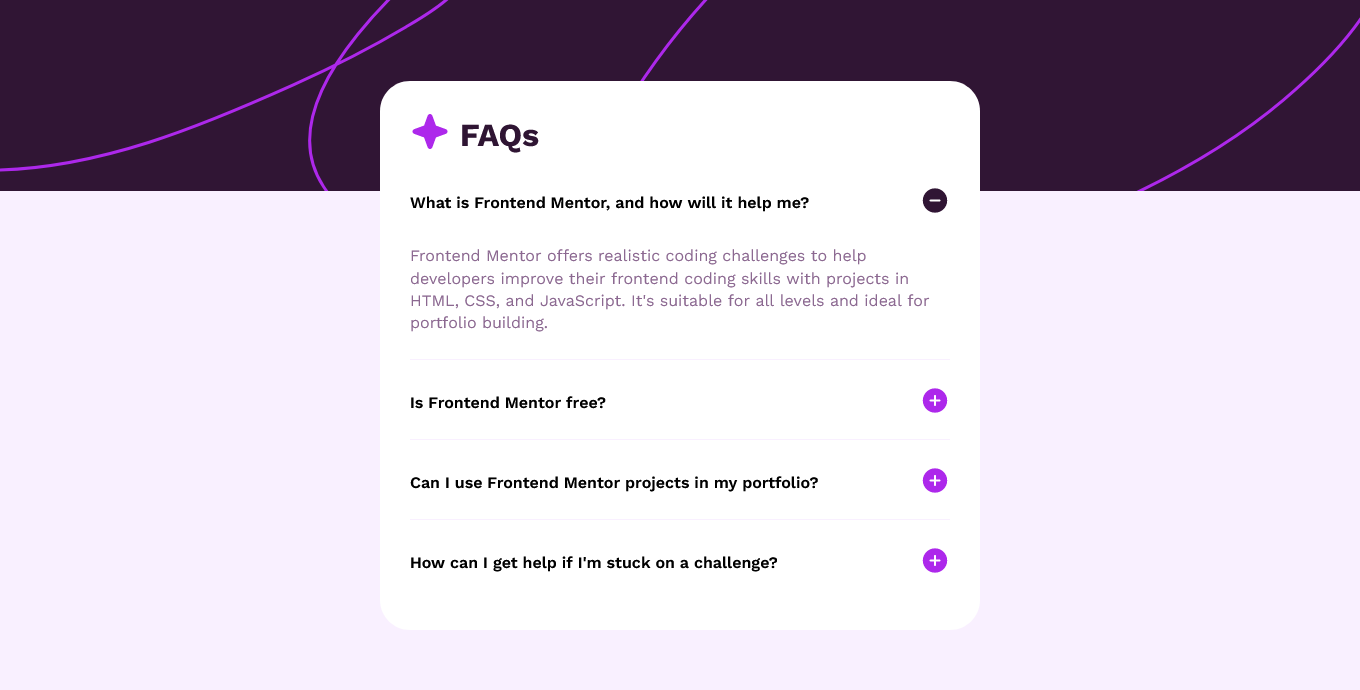 FAQs
What is Frontend Mentor, and how will it help me?
Frontend Mentor offers realistic coding challenges to help
developers improve their frontend coding skills with projects in
HTML, CSS, and JavaScript. It's suitable for all levels and ideal for
portfolio building.
Is Frontend Mentor free?
Can I use Frontend Mentor projects in my portfolio?
How can I get help if I'm stuck on a challenge?